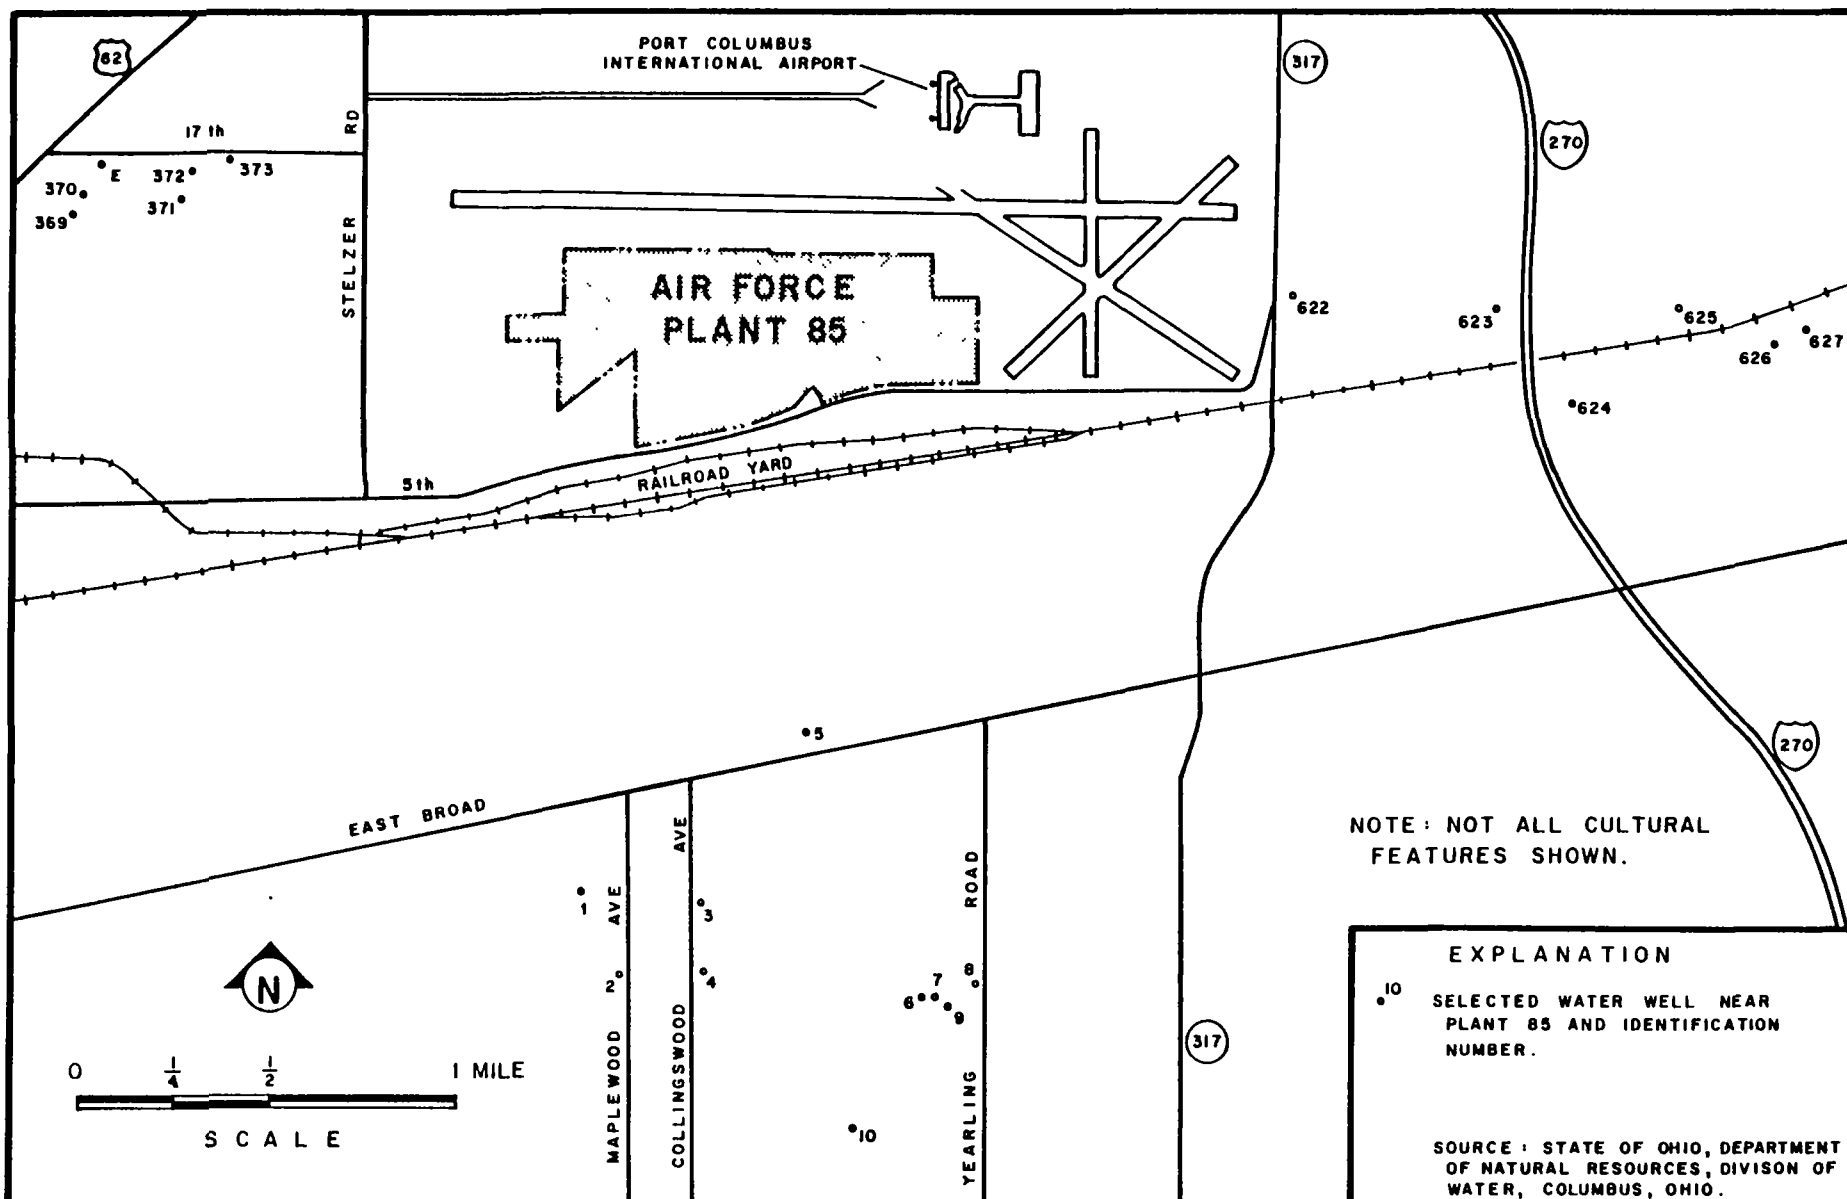 PORT COLUMBUS
INTERNATIONAL AIRPORT
62
317
270
17 th
STELZER RD
E
370
369
372
371
373
AIR FORCE
PLANT 85
622
623
625
626
627
624
5th
RAILROAD YARD
5
EAST BROAD
270
NOTE: NOT ALL CULTURAL
FEATURES SHOWN.
1
2
3
4
MAPLEWOOD AVE
COLLINGSWOOD AVE
6
7
8
9
10
YEARLING ROAD
317
N
0 1/4 1/2 1 MILE
SCALE
EXPLANATION
10
SELECTED WATER WELL NEAR
PLANT 85 AND IDENTIFICATION
NUMBER.
SOURCE: STATE OF OHIO, DEPARTMENT
OF NATURAL RESOURCES, DIVISON OF
WATER, COLUMBUS, OHIO.